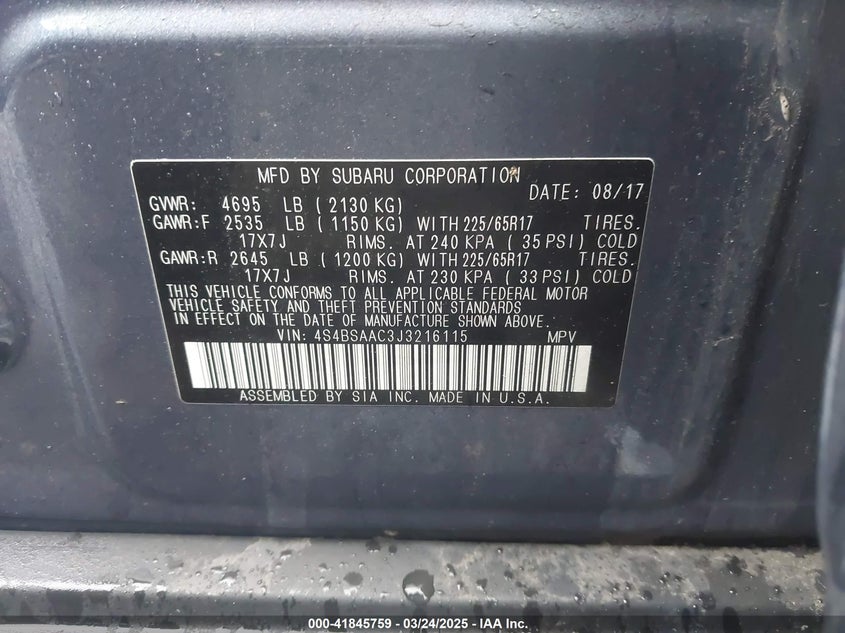 MFD BY SUBARU CORPORATION
DATE: 08/17
GVWR: 4695 LB ( 2130 KG)
GAWR:F 2535 LB ( 1150 KG) WITH 225/65R17 TIRES.
17X7J RIMS. AT 240 KPA ( 35 PSI) COLD
GAWR:R 2645 LB ( 1200 KG) WITH 225/65R17 TIRES.
17X7J RIMS. AT 230 KPA ( 33 PSI) COLD
THIS VEHICLE CONFORMS TO ALL APPLICABLE FEDERAL MOTOR
VEHICLE SAFETY AND THEFT PREVENTION STANDARDS
IN EFFECT ON THE DATE OF MANUFACTURE SHOWN ABOVE.
VIN: 4S4BSAAC3J3216115 MPV
ASSEMBLED BY SIA INC. MADE IN U.S.A.
000-41845759 — 03/24/2025 — IAA Inc.